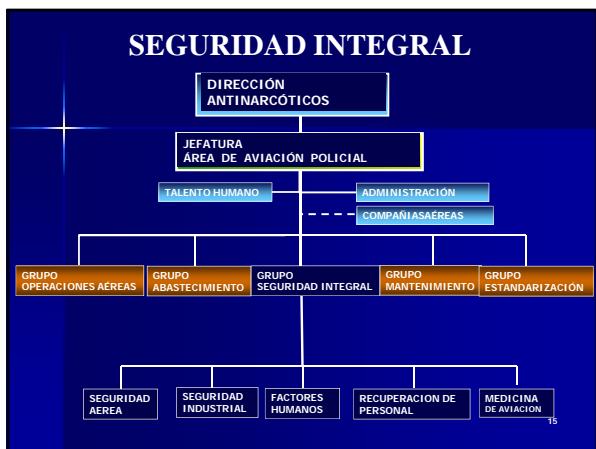 SEGURIDAD INTEGRAL
DIRECCIÓN
ANTINARCÓTICOS
JEFATURA
ÁREA DE AVIACIÓN POLICIAL
TALENTO HUMANO
ADMINISTRACIÓN
COMPAÑIASAÉREAS
GRUPO
OPERACIONES AÉREAS
GRUPO
ABASTECIMIENTO
GRUPO
SEGURIDAD INTEGRAL
GRUPO
MANTENIMIENTO
GRUPO
ESTANDARIZACIÓN
SEGURIDAD
AEREA
SEGURIDAD
INDUSTRIAL
FACTORES
HUMANOS
RECUPERACION DE
PERSONAL
MEDICINA
DE AVIACION
15